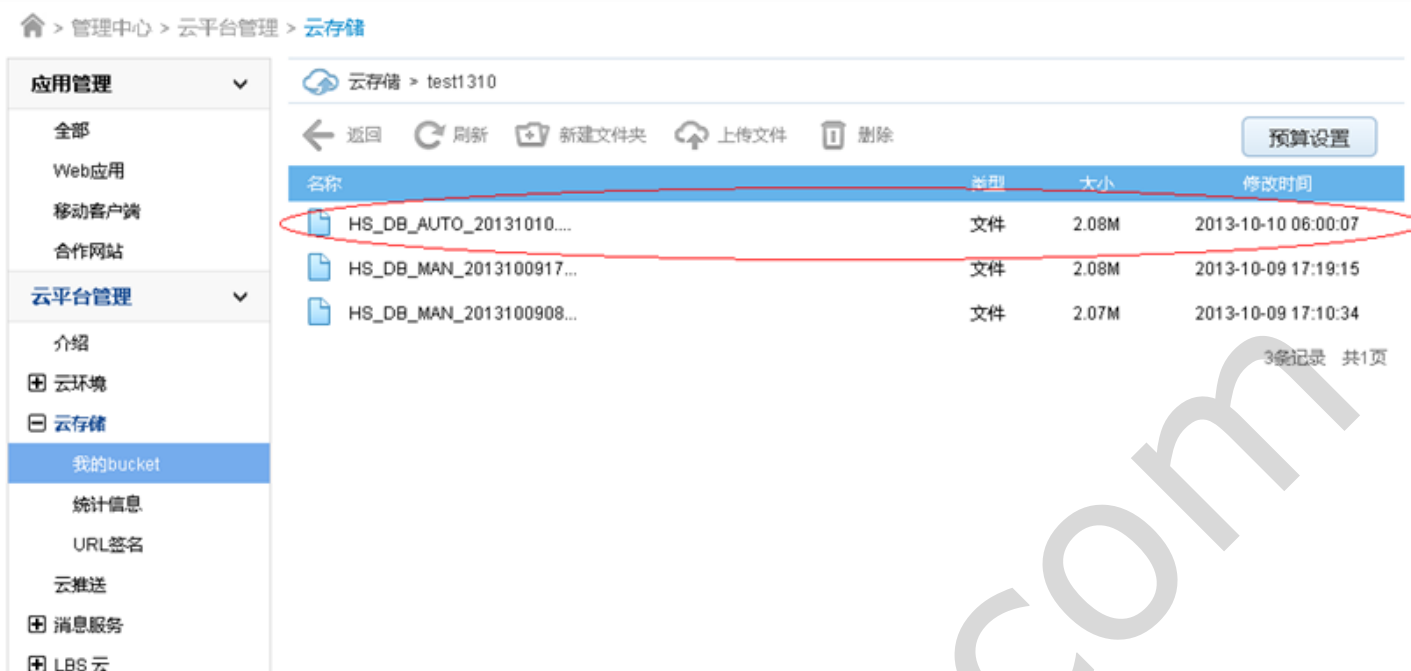 > 管理中心 > 云平台管理 > 云存储
应用管理
全部
Web应用
移动客户端
合作网站
云平台管理
介绍
云环境
云存储
我的bucket
统计信息
URL签名
云推送
消息服务
LBS 云
云存储 > test1310
返回 刷新 新建文件夹 上传文件 删除 预算设置
名称 类型 大小 修改时间
HS_DB_AUTO_20131010.... 文件 2.08M 2013-10-10 06:00:07
HS_DB_MAN_2013100917... 文件 2.08M 2013-10-09 17:19:15
HS_DB_MAN_2013100908... 文件 2.07M 2013-10-09 17:10:34
3条记录 共1页
com